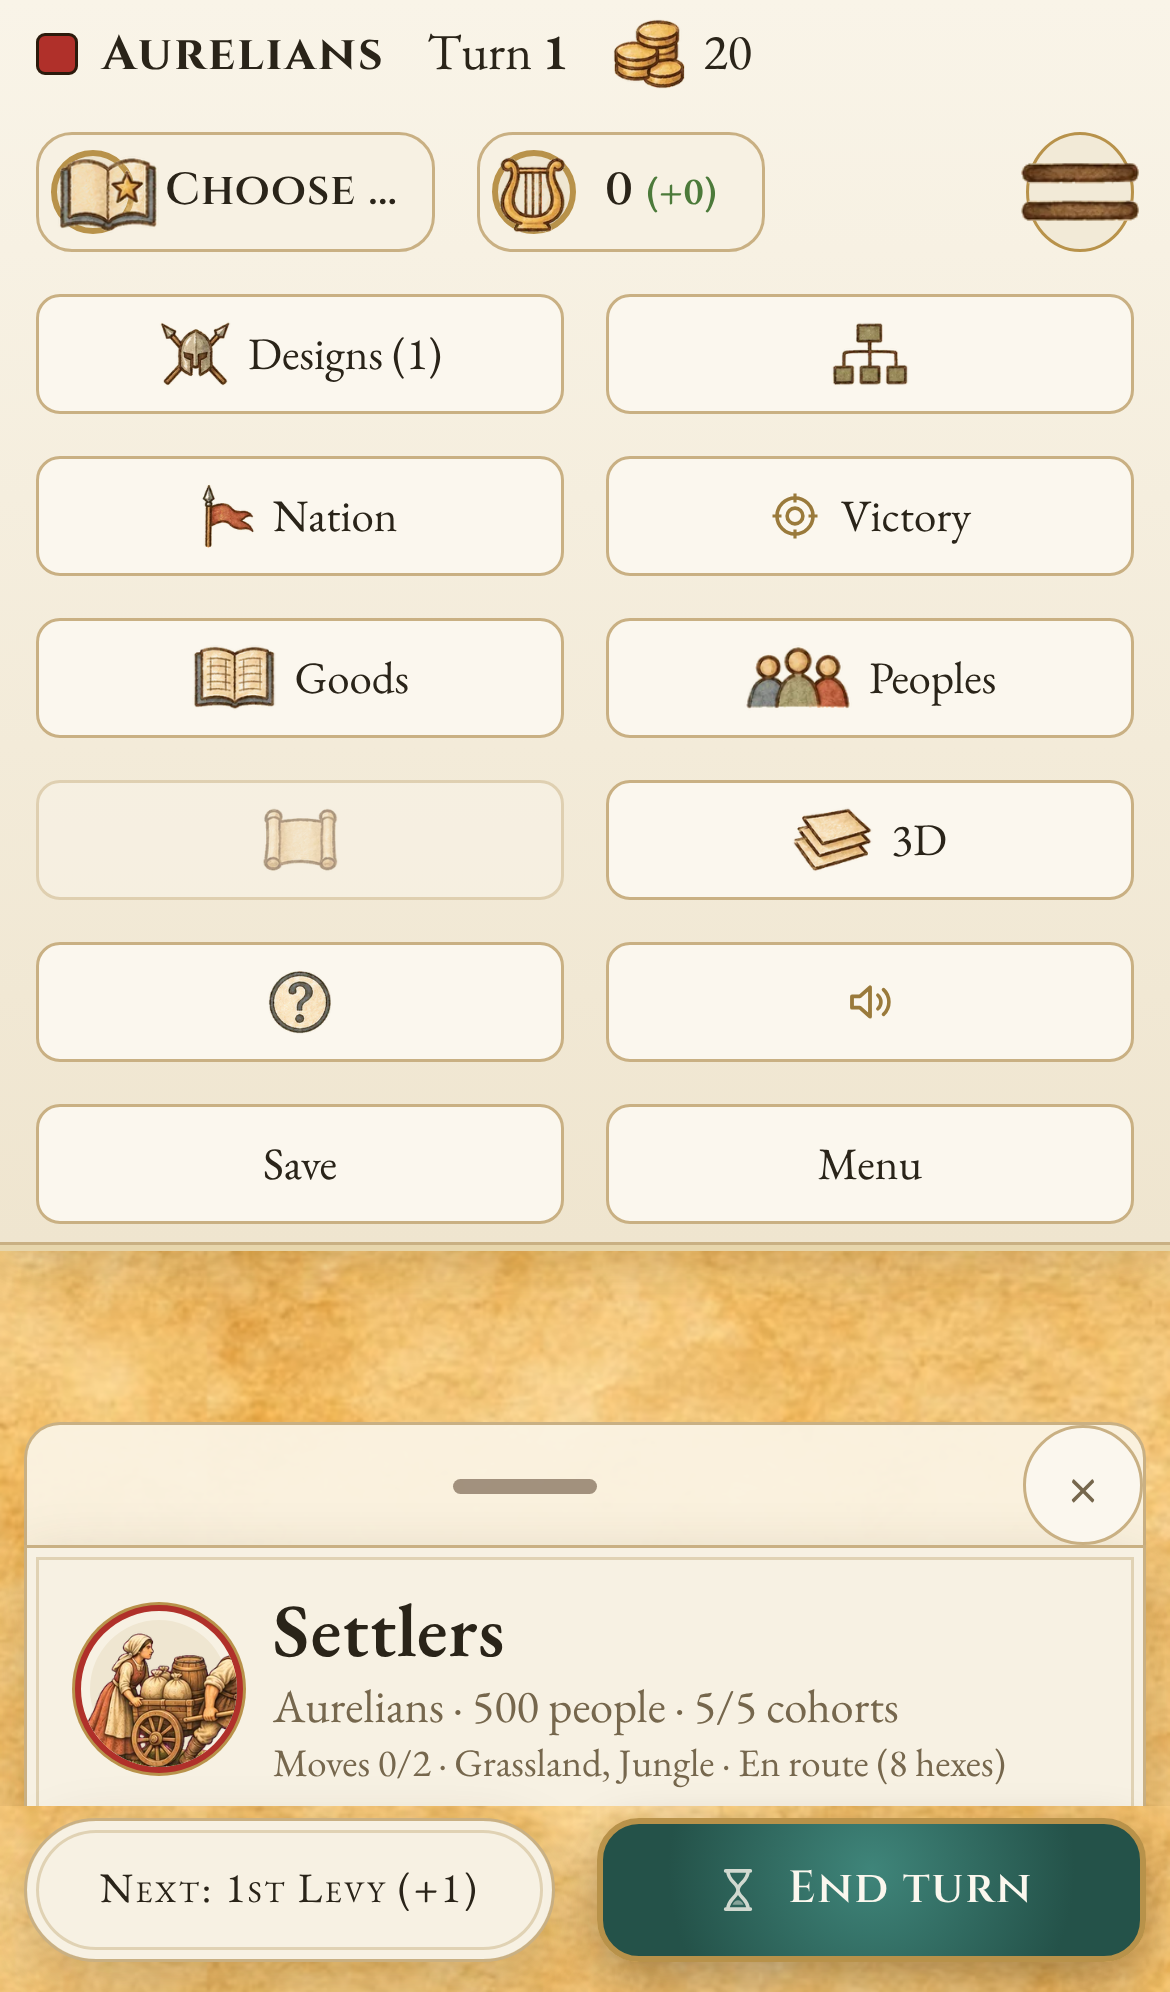 AURELIANS Turn 1 20
CHOOSE ... 0 (+0)
Designs (1)
Nation Victory
Goods Peoples
3D
?
Save Menu
×
Settlers
Aurelians · 500 people · 5/5 cohorts
Moves 0/2 · Grassland, Jungle · En route (8 hexes)
NEXT: 1ST LEVY (+1) END TURN